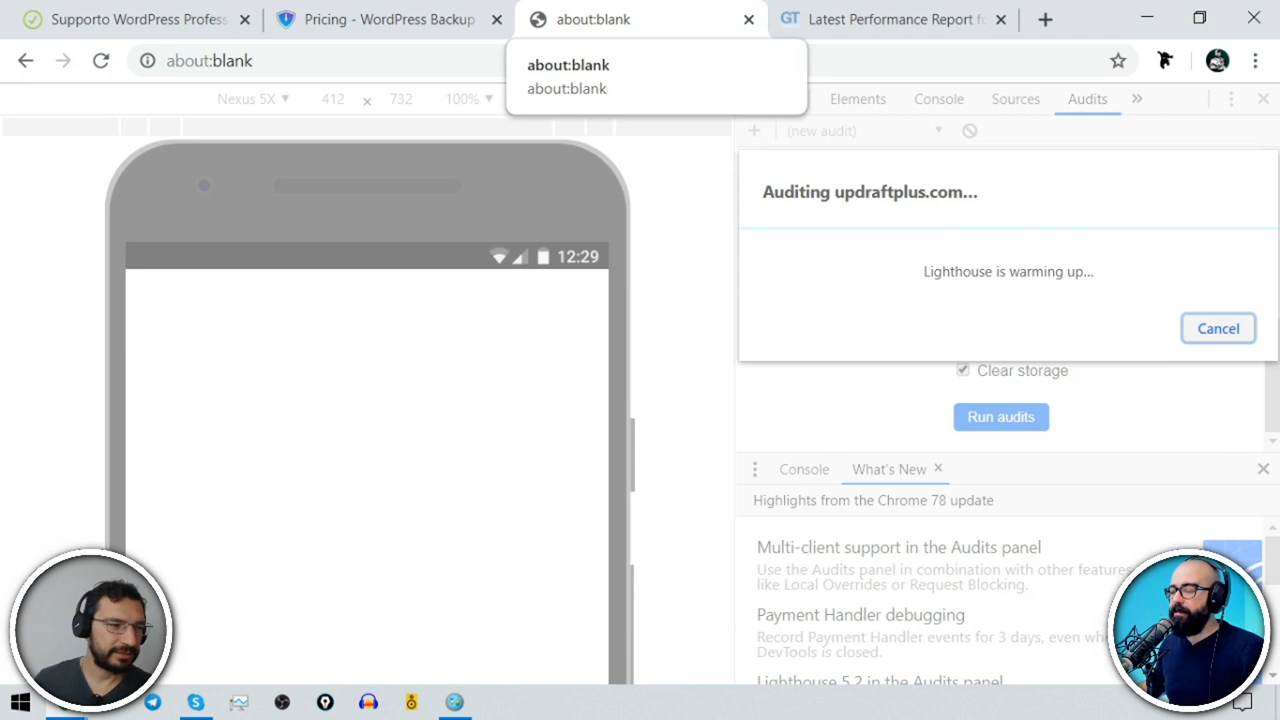 Supporto WordPress Profess
Pricing - WordPress Backup
about:blank
GT
Latest Performance Report fo
about:blank
about:blank
about:blank
Nexus 5X
412
×
732
100%
Elements
Console
Sources
Audits
(new audit)
12:29
Auditing updraftplus.com...
Lighthouse is warming up...
Cancel
Clear storage
Run audits
Console
What's New
Highlights from the Chrome 78 update
Multi-client support in the Audits panel
Use the Audits panel in combination with other features
like Local Overrides or Request Blocking.
Payment Handler debugging
Record Payment Handler events for 3 days, even wh
DevTools is closed.
Lighthouse 5.2 in the Audits panel